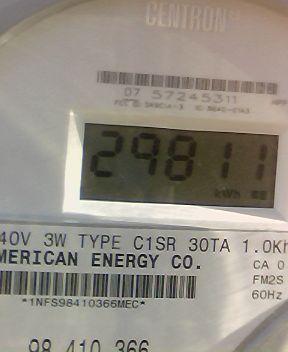 CENTRON
07 57245311
29811
kWh
40V 3W TYPE C1SR 30TA 1.0Kh
MERICAN ENERGY CO.
CA 0
FM2S
*1NFS98410366MEC*
60Hz
98 410 366